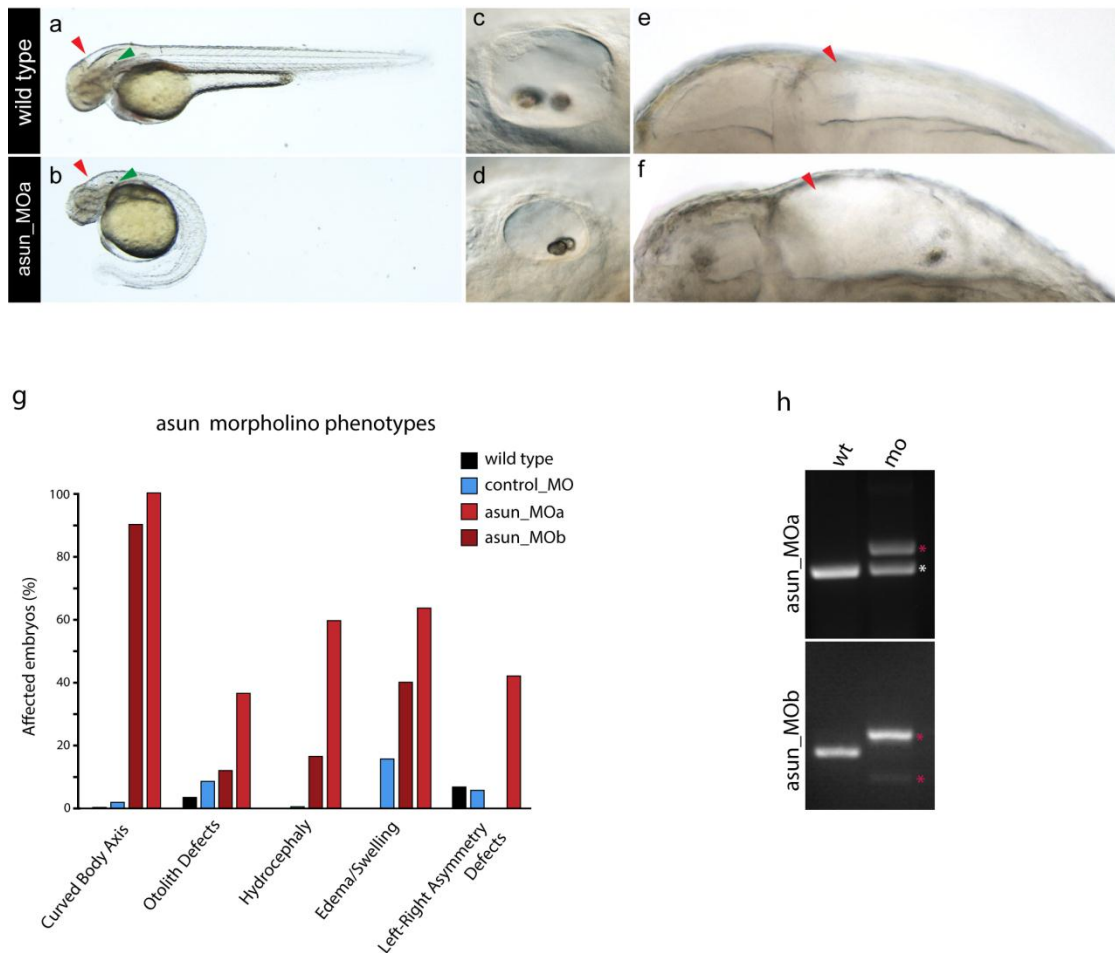 wild type
a
c
e
asun_MOa
b
d
f
g
asun morpholino phenotypes
wild type
control_MO
asun_MOa
asun_MOb
Affected embryos (%)
100
80
60
40
20
0
Curved Body Axis
Otolith Defects
Hydrocephaly
Edema/Swelling
Left-Right Asymmetry
Defects
h
wt
mo
asun_MOa
*
*
asun_MOb
*
*